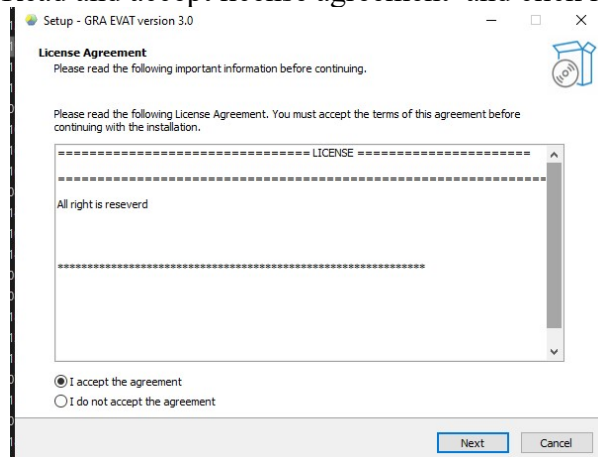 Read and accept license agreement and click
Setup - GRA EVAT version 3.0
License Agreement
Please read the following important information before continuing.
Please read the following License Agreement. You must accept the terms of this agreement before
continuing with the installation.
================================ LICENSE ======================
==============================================================
All right is reseverd
**************************************************************
I accept the agreement
I do not accept the agreement
Next
Cancel